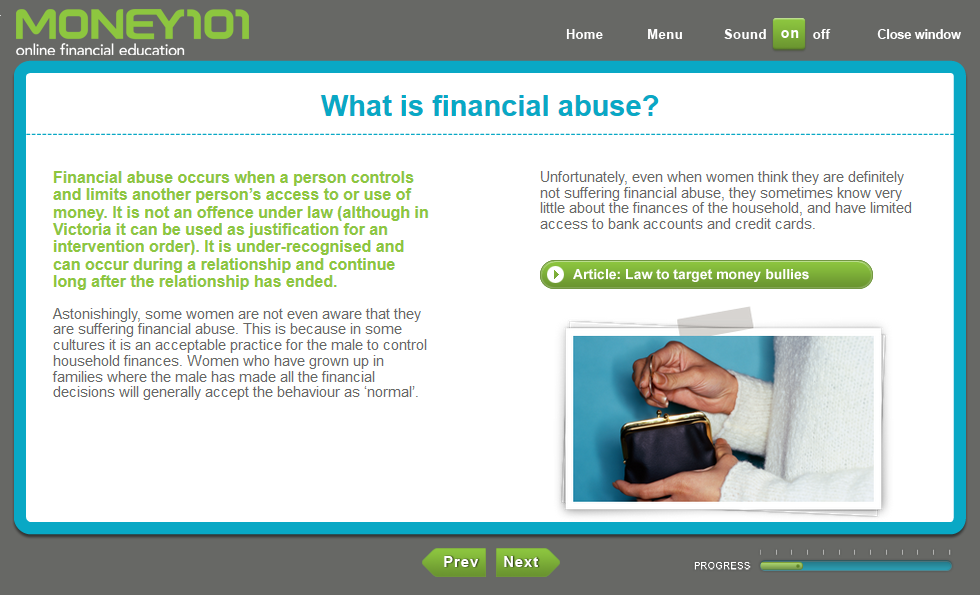 MONEY101
online financial education
Home
Menu
Sound on off
Close window
What is financial abuse?
Financial abuse occurs when a person controls
and limits another person’s access to or use of
money. It is not an offence under law (although in
Victoria it can be used as justification for an
intervention order). It is under-recognised and
can occur during a relationship and continue
long after the relationship has ended.
Astonishingly, some women are not even aware that they
are suffering financial abuse. This is because in some
cultures it is an acceptable practice for the male to control
household finances. Women who have grown up in
families where the male has made all the financial
decisions will generally accept the behaviour as ‘normal’.
Unfortunately, even when women think they are definitely
not suffering financial abuse, they sometimes know very
little about the finances of the household, and have limited
access to bank accounts and credit cards.
Article: Law to target money bullies
Prev
Next
PROGRESS